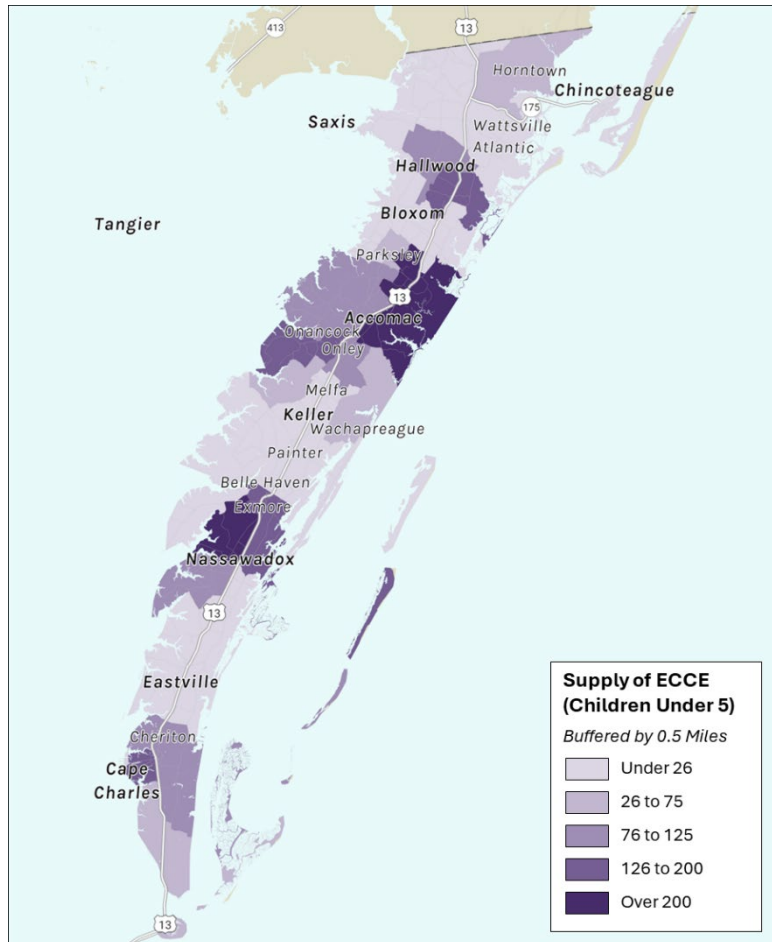 413
13
Horntown
Chincoteague
175
Saxis
Wattsville
Atlantic
Hallwood
Bloxom
Tangier
Parksley
13
Accomac
Onancock
Onley
Melfa
Keller
Wachapreague
Painter
Belle Haven
Exmore
Nassawadox
13
Eastville
Cheriton
Cape
Charles
13
Supply of ECCE
(Children Under 5)
Buffered by 0.5 Miles
Under 26
26 to 75
76 to 125
126 to 200
Over 200